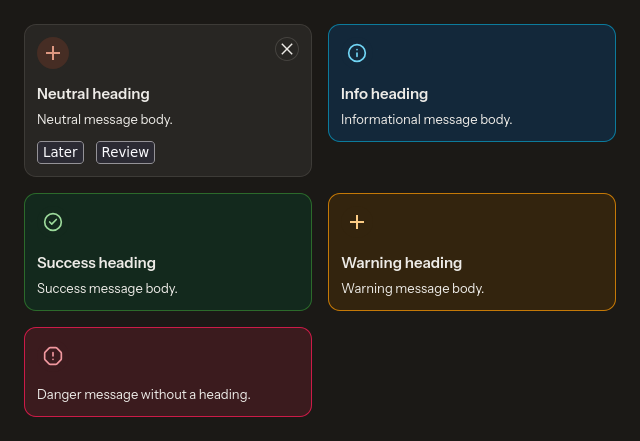 Neutral heading
Neutral message body.
Later Review
Info heading
Informational message body.
Success heading
Success message body.
Warning heading
Warning message body.
Danger message without a heading.